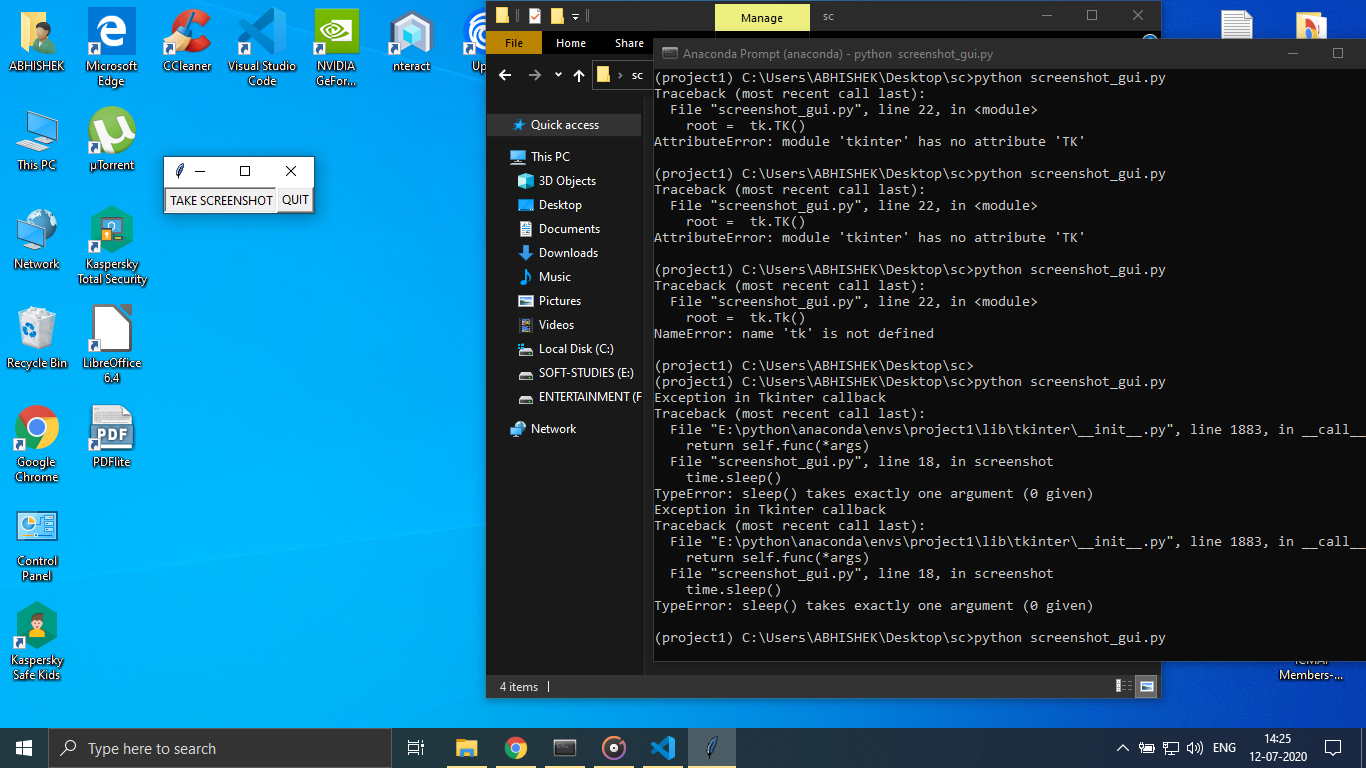 ABHISHEK
Microsoft
Edge
CCleaner
Visual Studio
Code
NVIDIA
GeFor...
nteract
Up
This PC
µTorrent
TAKE SCREENSHOT
QUIT
Network
Kaspersky
Total Security
Recycle Bin
LibreOffice
6.4
Google
Chrome
PDF
PDFlite
Control
Panel
Kaspersky
Safe Kids
Manage
sc
File
Home
Share
sc
Quick access
This PC
3D Objects
Desktop
Documents
Downloads
Music
Pictures
Videos
Local Disk (C:)
SOFT-STUDIES (E:)
ENTERTAINMENT (F
Network
4 items
Anaconda Prompt (anaconda) - python  screenshot_gui.py
(project1) C:\Users\ABHISHEK\Desktop\sc>python screenshot_gui.py
Traceback (most recent call last):
  File "screenshot_gui.py", line 22, in <module>
    root =  tk.TK()
AttributeError: module 'tkinter' has no attribute 'TK'
(project1) C:\Users\ABHISHEK\Desktop\sc>python screenshot_gui.py
Traceback (most recent call last):
  File "screenshot_gui.py", line 22, in <module>
    root =  tk.TK()
AttributeError: module 'tkinter' has no attribute 'TK'
(project1) C:\Users\ABHISHEK\Desktop\sc>python screenshot_gui.py
Traceback (most recent call last):
  File "screenshot_gui.py", line 22, in <module>
    root =  tk.Tk()
NameError: name 'tk' is not defined
(project1) C:\Users\ABHISHEK\Desktop\sc>
(project1) C:\Users\ABHISHEK\Desktop\sc>python screenshot_gui.py
Exception in Tkinter callback
Traceback (most recent call last):
  File "E:\python\anaconda\envs\project1\lib\tkinter\__init__.py", line 1883, in __call__
    return self.func(*args)
  File "screenshot_gui.py", line 18, in screenshot
    time.sleep()
TypeError: sleep() takes exactly one argument (0 given)
Exception in Tkinter callback
Traceback (most recent call last):
  File "E:\python\anaconda\envs\project1\lib\tkinter\__init__.py", line 1883, in __call__
    return self.func(*args)
  File "screenshot_gui.py", line 18, in screenshot
    time.sleep()
TypeError: sleep() takes exactly one argument (0 given)
(project1) C:\Users\ABHISHEK\Desktop\sc>python screenshot_gui.py
Members-...
Type here to search
ENG
14:25
12-07-2020